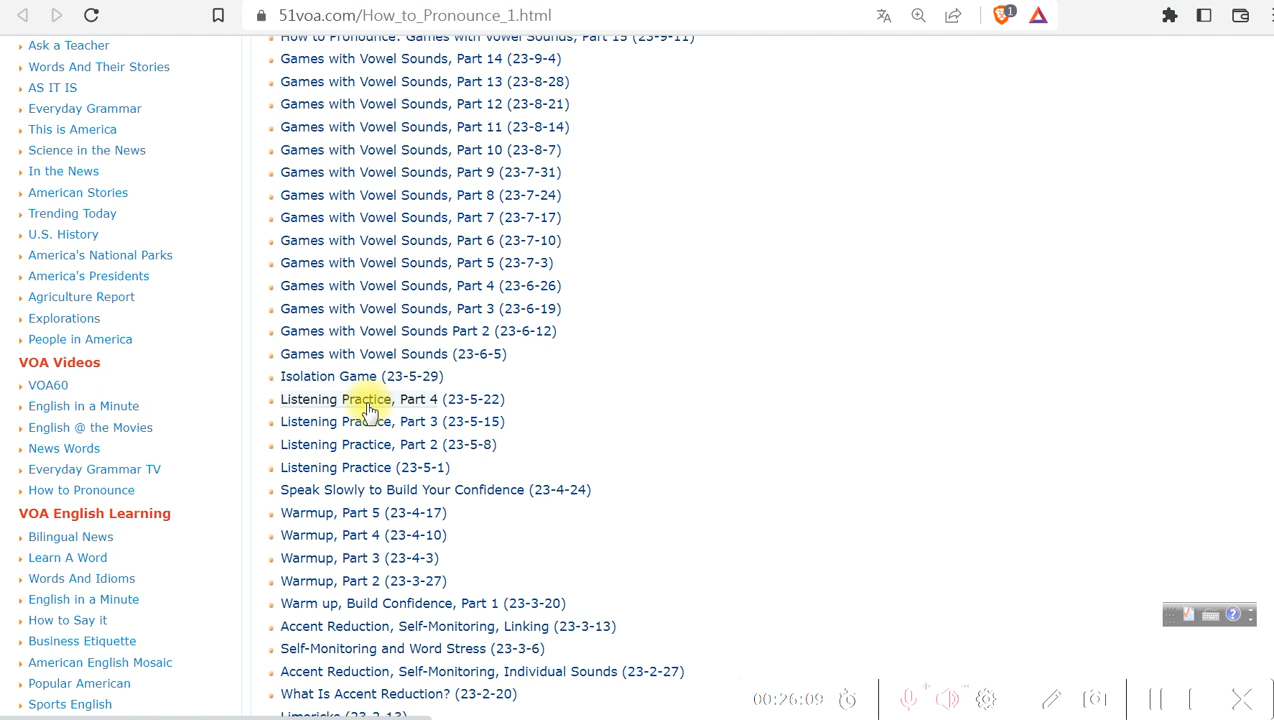 51voa.com/How_to_Pronounce_1.html
1
Ask a Teacher
Words And Their Stories
AS IT IS
Everyday Grammar
This is America
Science in the News
In the News
American Stories
Trending Today
U.S. History
America's National Parks
America's Presidents
Agriculture Report
Explorations
People in America
VOA Videos
VOA60
English in a Minute
English @ the Movies
News Words
Everyday Grammar TV
How to Pronounce
VOA English Learning
Bilingual News
Learn A Word
Words And Idioms
English in a Minute
How to Say it
Business Etiquette
American English Mosaic
Popular American
Sports English
How to Pronounce: Games with Vowel Sounds, Part 15 (23-9-11)
Games with Vowel Sounds, Part 14 (23-9-4)
Games with Vowel Sounds, Part 13 (23-8-28)
Games with Vowel Sounds, Part 12 (23-8-21)
Games with Vowel Sounds, Part 11 (23-8-14)
Games with Vowel Sounds, Part 10 (23-8-7)
Games with Vowel Sounds, Part 9 (23-7-31)
Games with Vowel Sounds, Part 8 (23-7-24)
Games with Vowel Sounds, Part 7 (23-7-17)
Games with Vowel Sounds, Part 6 (23-7-10)
Games with Vowel Sounds, Part 5 (23-7-3)
Games with Vowel Sounds, Part 4 (23-6-26)
Games with Vowel Sounds, Part 3 (23-6-19)
Games with Vowel Sounds Part 2 (23-6-12)
Games with Vowel Sounds (23-6-5)
Isolation Game (23-5-29)
Listening Practice, Part 4 (23-5-22)
Listening Practice, Part 3 (23-5-15)
Listening Practice, Part 2 (23-5-8)
Listening Practice (23-5-1)
Speak Slowly to Build Your Confidence (23-4-24)
Warmup, Part 5 (23-4-17)
Warmup, Part 4 (23-4-10)
Warmup, Part 3 (23-4-3)
Warmup, Part 2 (23-3-27)
Warm up, Build Confidence, Part 1 (23-3-20)
Accent Reduction, Self-Monitoring, Linking (23-3-13)
Self-Monitoring and Word Stress (23-3-6)
Accent Reduction, Self-Monitoring, Individual Sounds (23-2-27)
What Is Accent Reduction? (23-2-20)
Limericks (23-2-13)
00:26:09